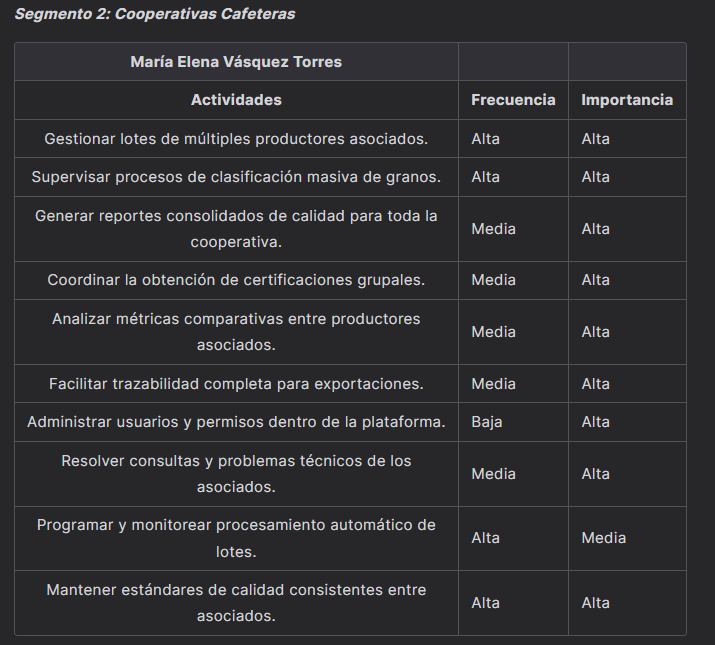 Segmento 2: Cooperativas Cafeteras
María Elena Vásquez Torres
Actividades Frecuencia Importancia
Gestionar lotes de múltiples productores asociados. Alta Alta
Supervisar procesos de clasificación masiva de granos. Alta Alta
Generar reportes consolidados de calidad para toda la
cooperativa. Media Alta
Coordinar la obtención de certificaciones grupales. Media Alta
Analizar métricas comparativas entre productores
asociados. Media Alta
Facilitar trazabilidad completa para exportaciones. Media Alta
Administrar usuarios y permisos dentro de la plataforma. Baja Alta
Resolver consultas y problemas técnicos de los
asociados. Media Alta
Programar y monitorear procesamiento automático de
lotes. Alta Media
Mantener estándares de calidad consistentes entre
asociados. Alta Alta